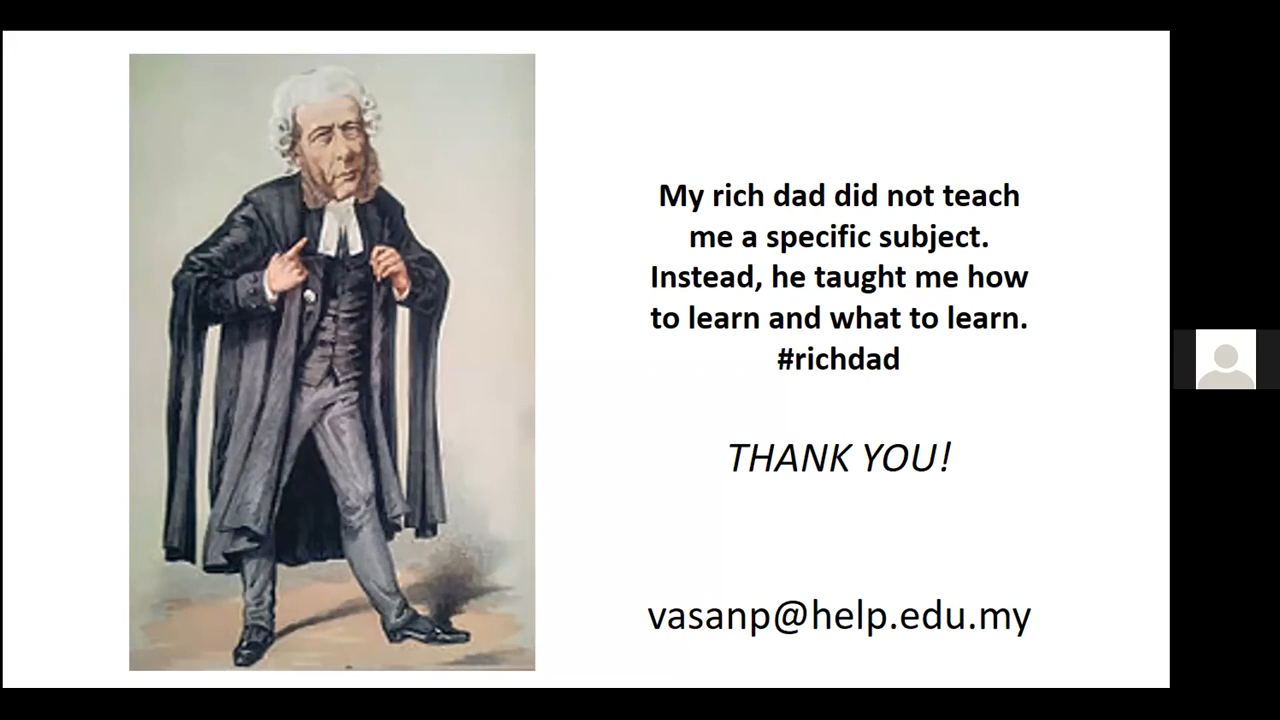 My rich dad did not teach
me a specific subject.
Instead, he taught me how
to learn and what to learn.
#richdad
THANK YOU!
vasanp@help.edu.my